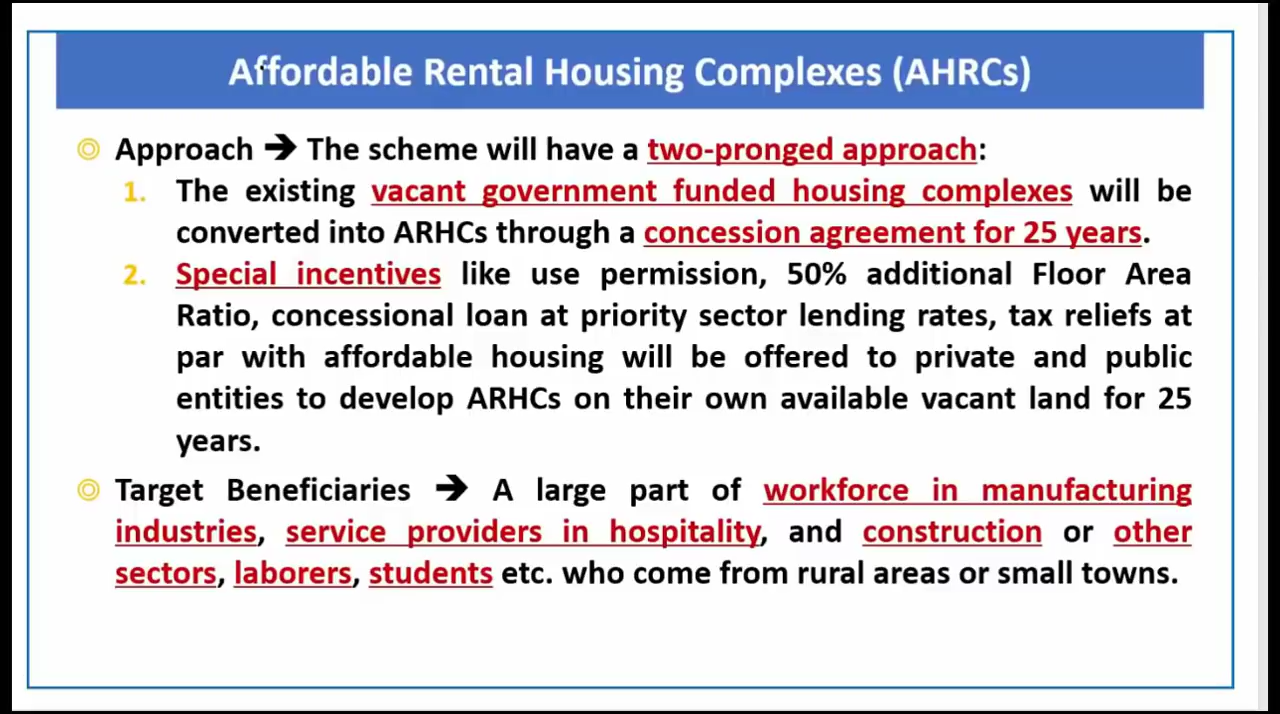 Affordable Rental Housing Complexes (AHRCs)
Approach ➔ The scheme will have a two-pronged approach:
1. The existing vacant government funded housing complexes will be
converted into ARHCs through a concession agreement for 25 years.
2. Special incentives like use permission, 50% additional Floor Area
Ratio, concessional loan at priority sector lending rates, tax reliefs at
par with affordable housing will be offered to private and public
entities to develop ARHCs on their own available vacant land for 25
years.
Target Beneficiaries ➔ A large part of workforce in manufacturing
industries, service providers in hospitality, and construction or other
sectors, laborers, students etc. who come from rural areas or small towns.